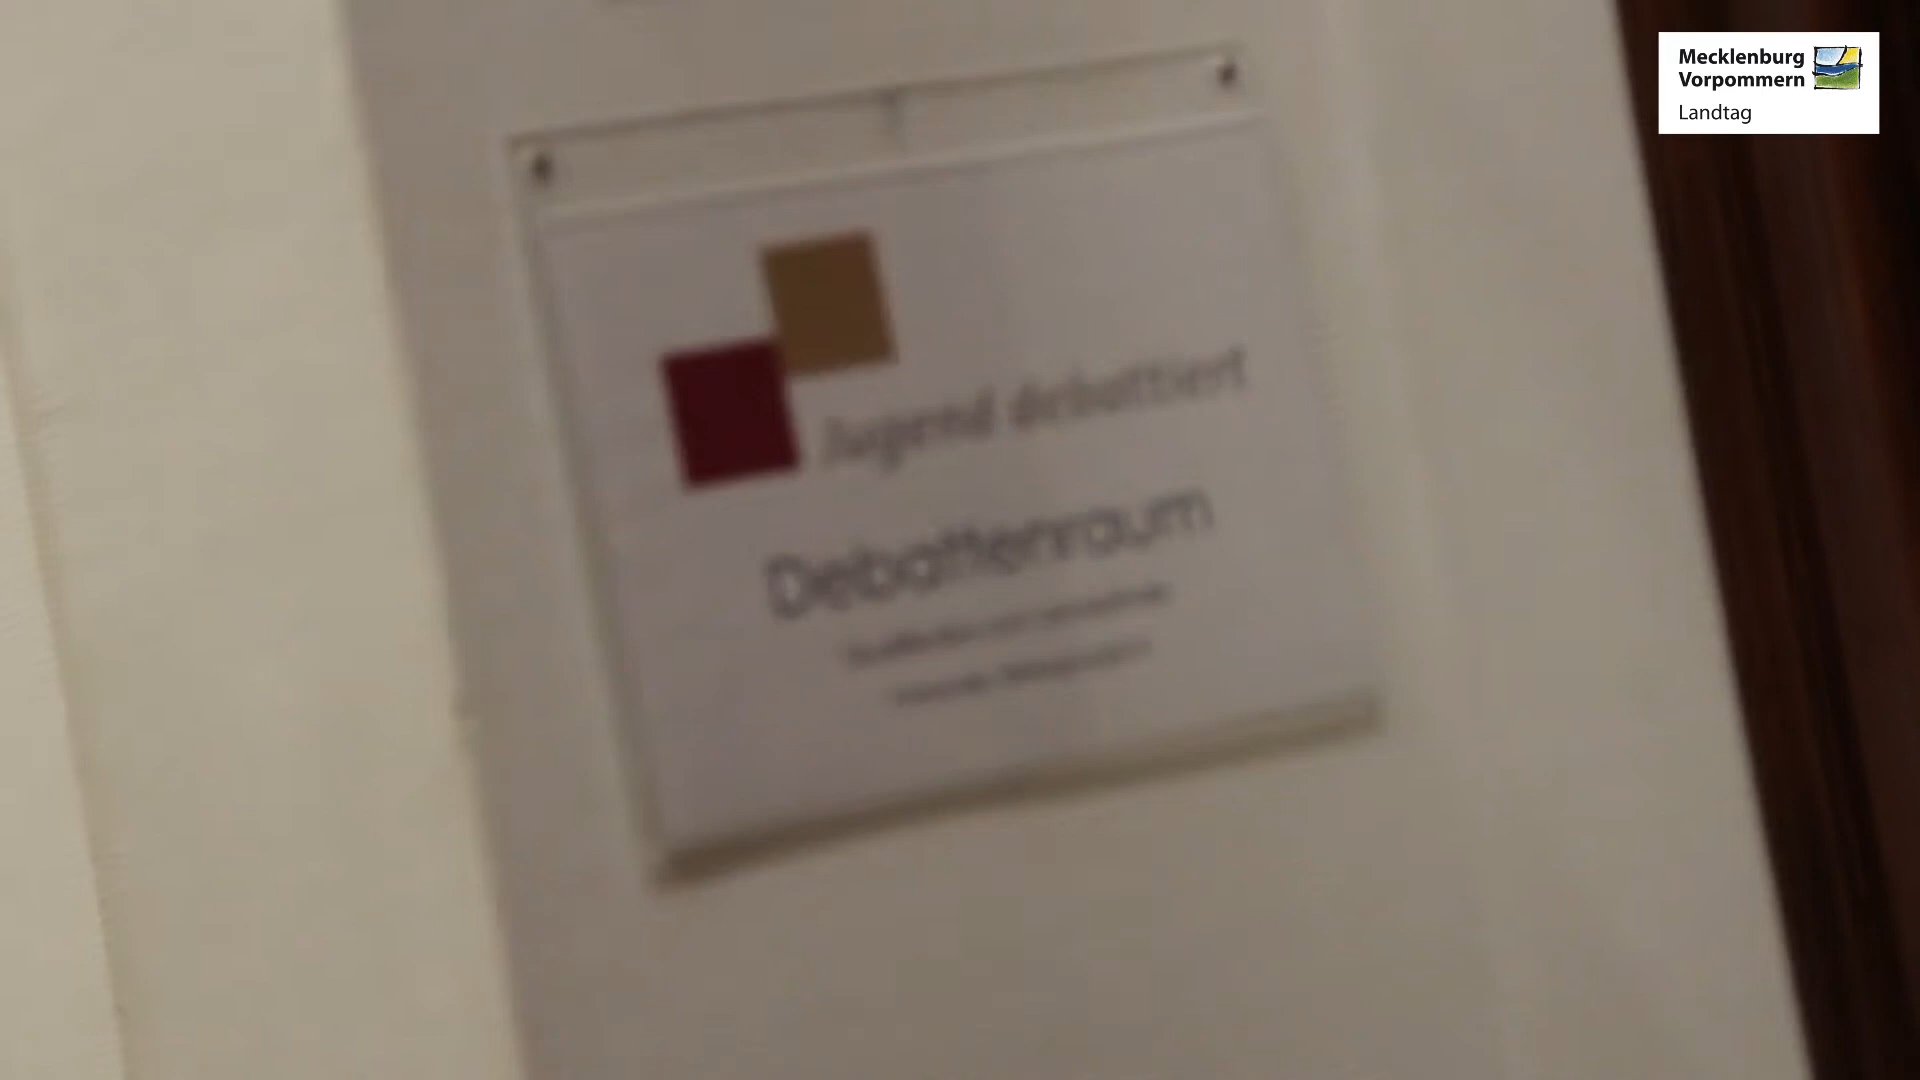 Mecklenburg
Vorpommern
Landtag
Jugend debattiert
Debattenraum